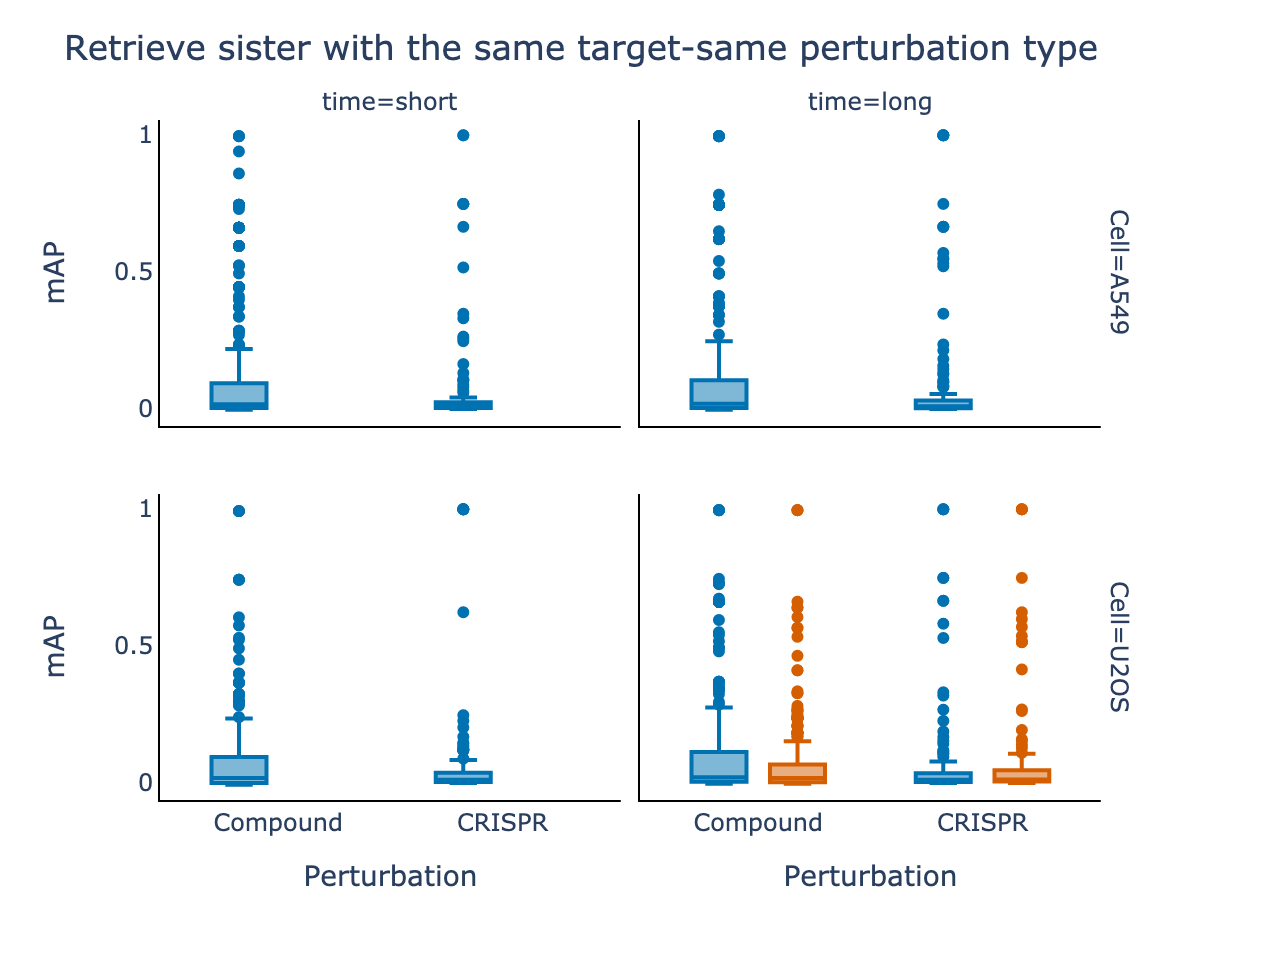 Retrieve sister with the same target-same perturbation type
time=short
time=long
1
0.5
0
mAP
Cell=A549
1
0.5
0
mAP
Cell=U2OS
Compound
CRISPR
Compound
CRISPR
Perturbation
Perturbation